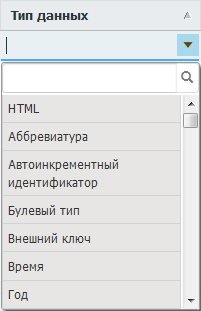 Тип данных
HTML
Аббревиатура
Автоинкрементный
идентификатор
Булевый тип
Внешний ключ
Время
Год